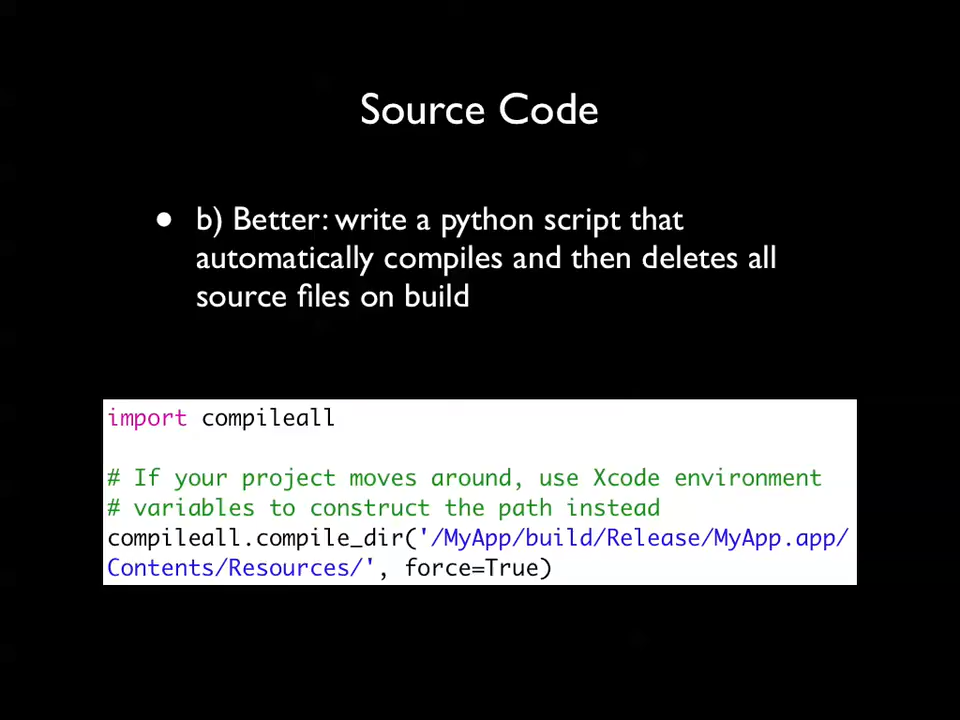 Source Code
• b) Better: write a python script that
automatically compiles and then deletes all
source files on build
import compileall
# If your project moves around, use Xcode environment
# variables to construct the path instead
compileall.compile_dir('/MyApp/build/Release/MyApp.app/
Contents/Resources/', force=True)